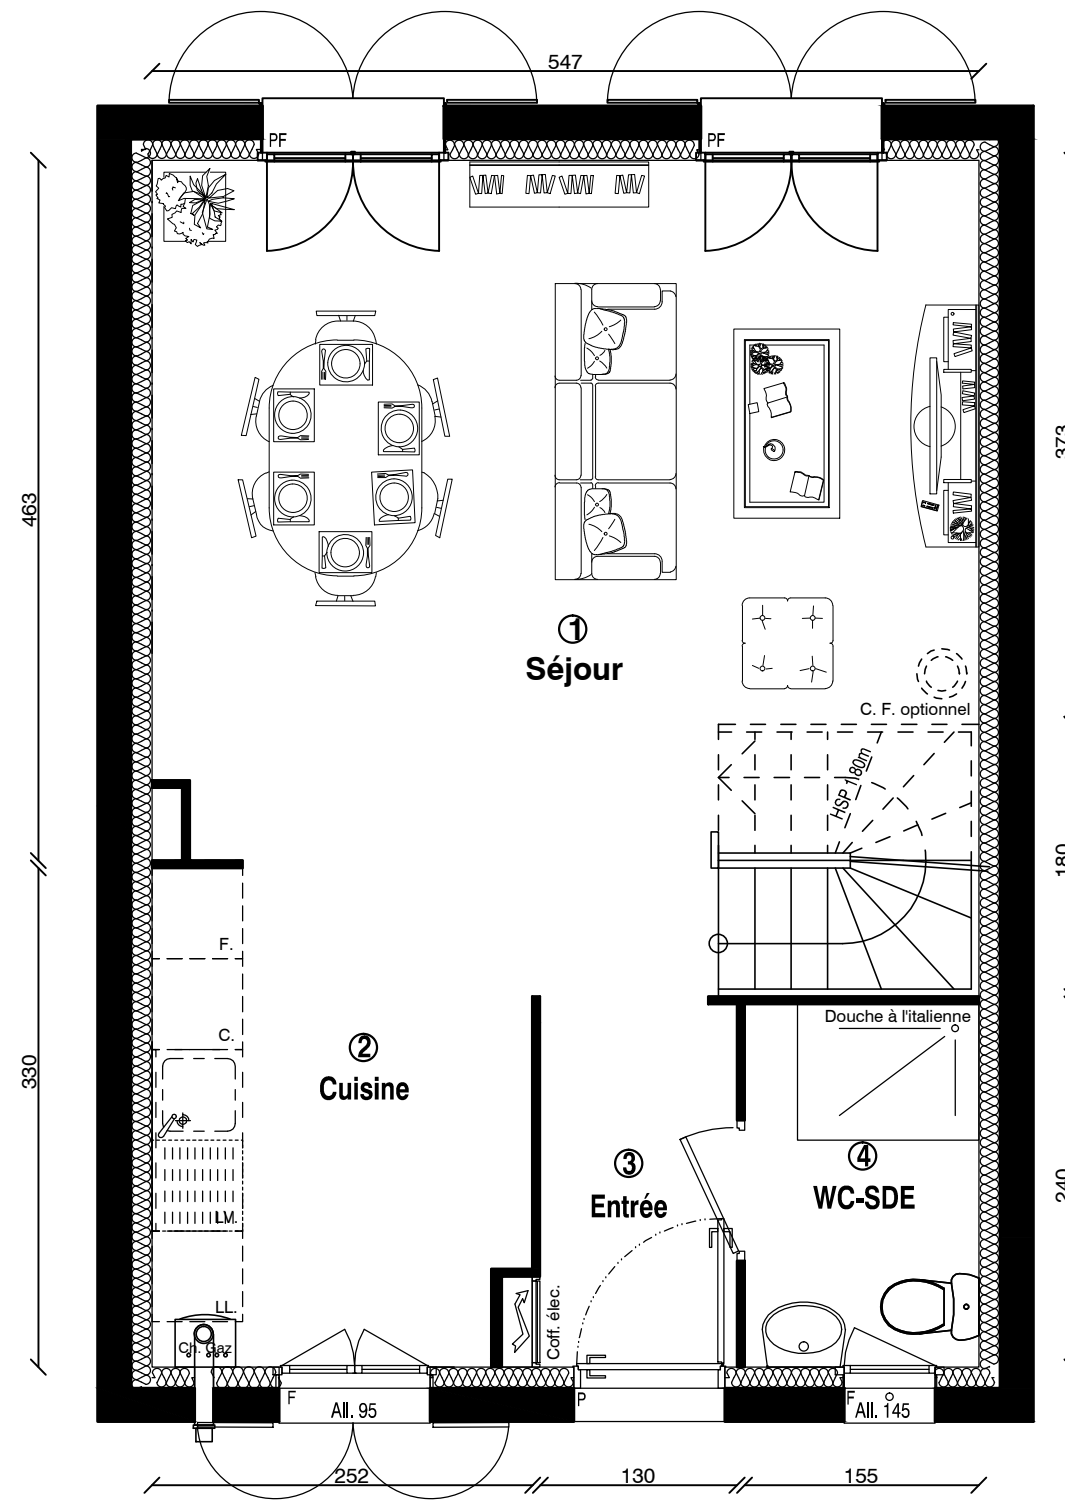 547
PF
PF
463
373
1
Séjour
C. F. optionnel
HSP 1.80m
180
F.
C.
LV.
LL.
Ch. Gaz
330
2
Cuisine
3
Entrée
Coff. élec.
Douche à l'italienne
4
WC-SDE
240
F
All. 95
P
F
All. 145
252
130
155